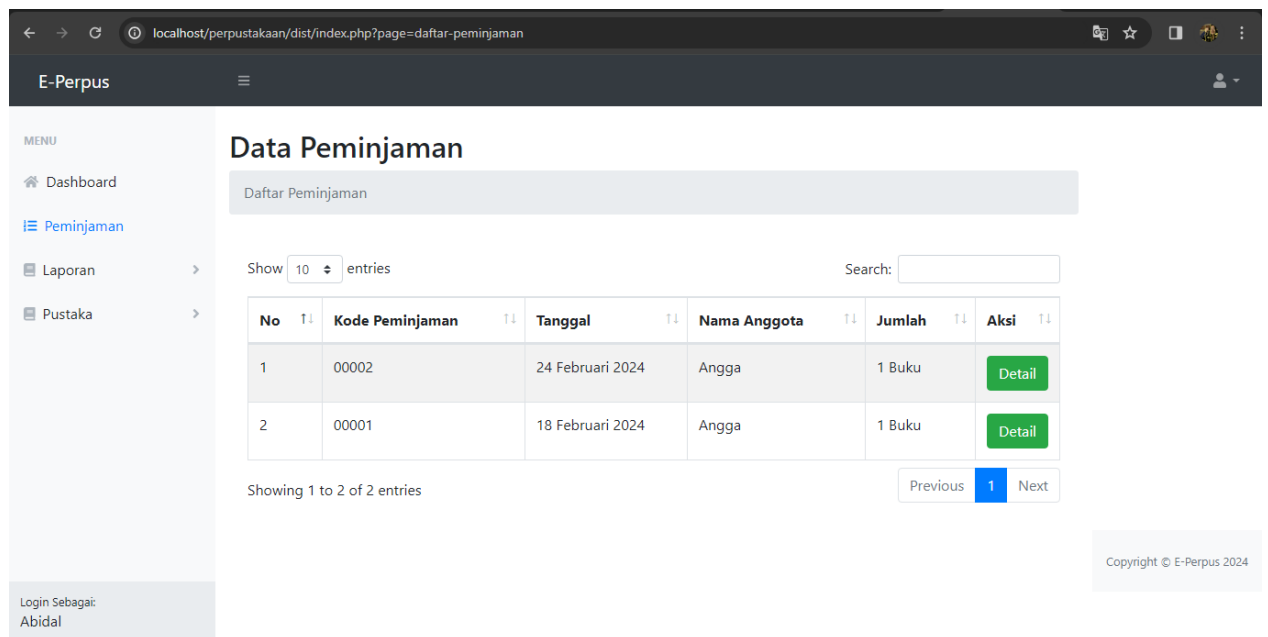 localhost/perpustakaan/dist/index.php?page=daftar-peminjaman
E-Perpus
MENU
Dashboard
Peminjaman
Laporan
Pustaka
Login Sebagai:
Abidal
Data Peminjaman
Daftar Peminjaman
Show 10 entries Search:
No Kode Peminjaman Tanggal Nama Anggota Jumlah Aksi
1 00002 24 Februari 2024 Angga 1 Buku Detail
2 00001 18 Februari 2024 Angga 1 Buku Detail
Showing 1 to 2 of 2 entries Previous 1 Next
Copyright © E-Perpus 2024